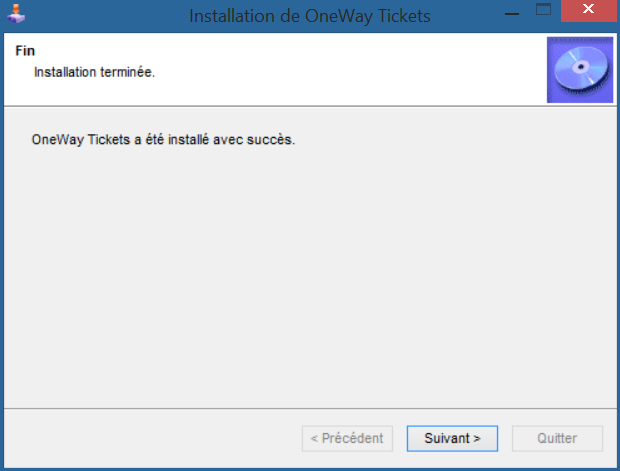 Installation de OneWay Tickets
Fin
Installation terminée.
OneWay Tickets a été installé avec succès.
< Précédent
Suivant >
Quitter